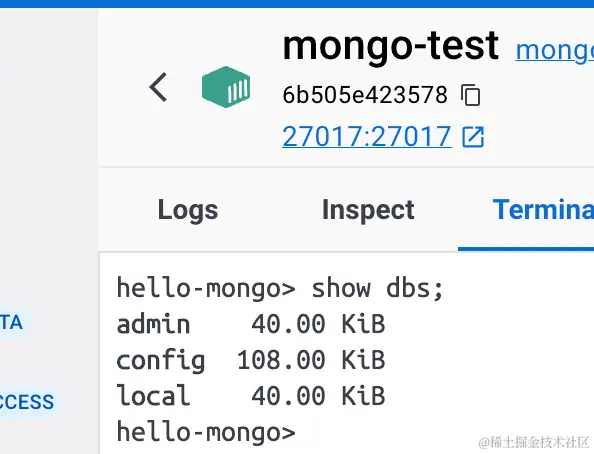 mongo-test mongo
6b505e423578
27017:27017
Logs Inspect Termina
hello-mongo> show dbs;
TA
admin 40.00 KiB
config 108.00 KiB
local 40.00 KiB
CCESS
hello-mongo>
@稀土掘金技术社区